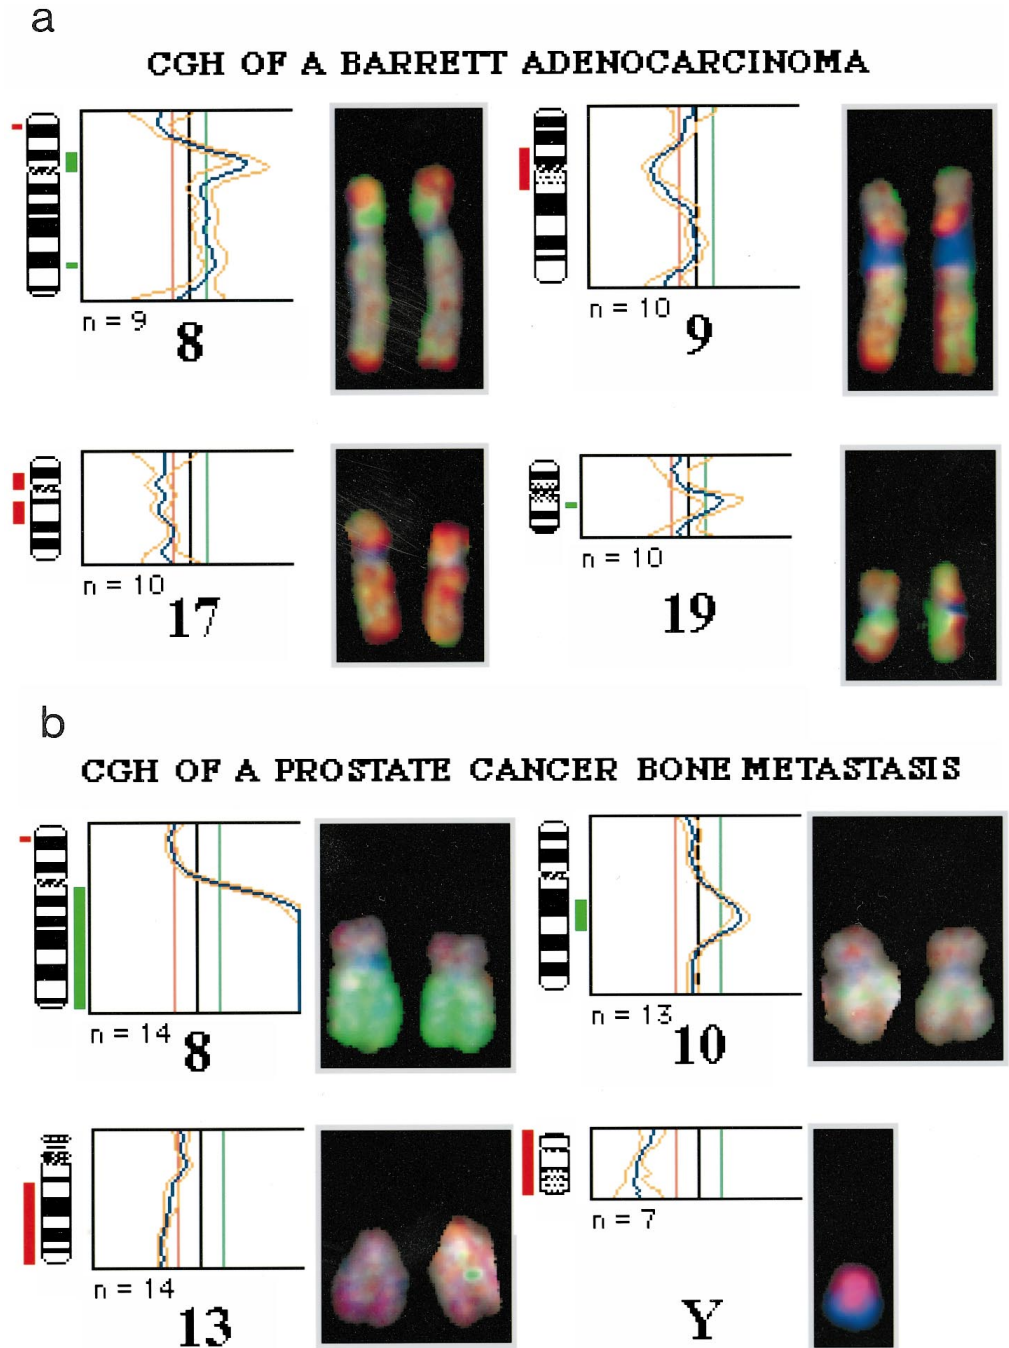 a
CGH OF A BARRETT ADENOCARCINOMA
n = 9
8
n = 10
9
n = 10
17
n = 10
19
b
CGH OF A PROSTATE CANCER BONE METASTASIS
n = 14
8
n = 13
10
n = 14
13
n = 7
Y